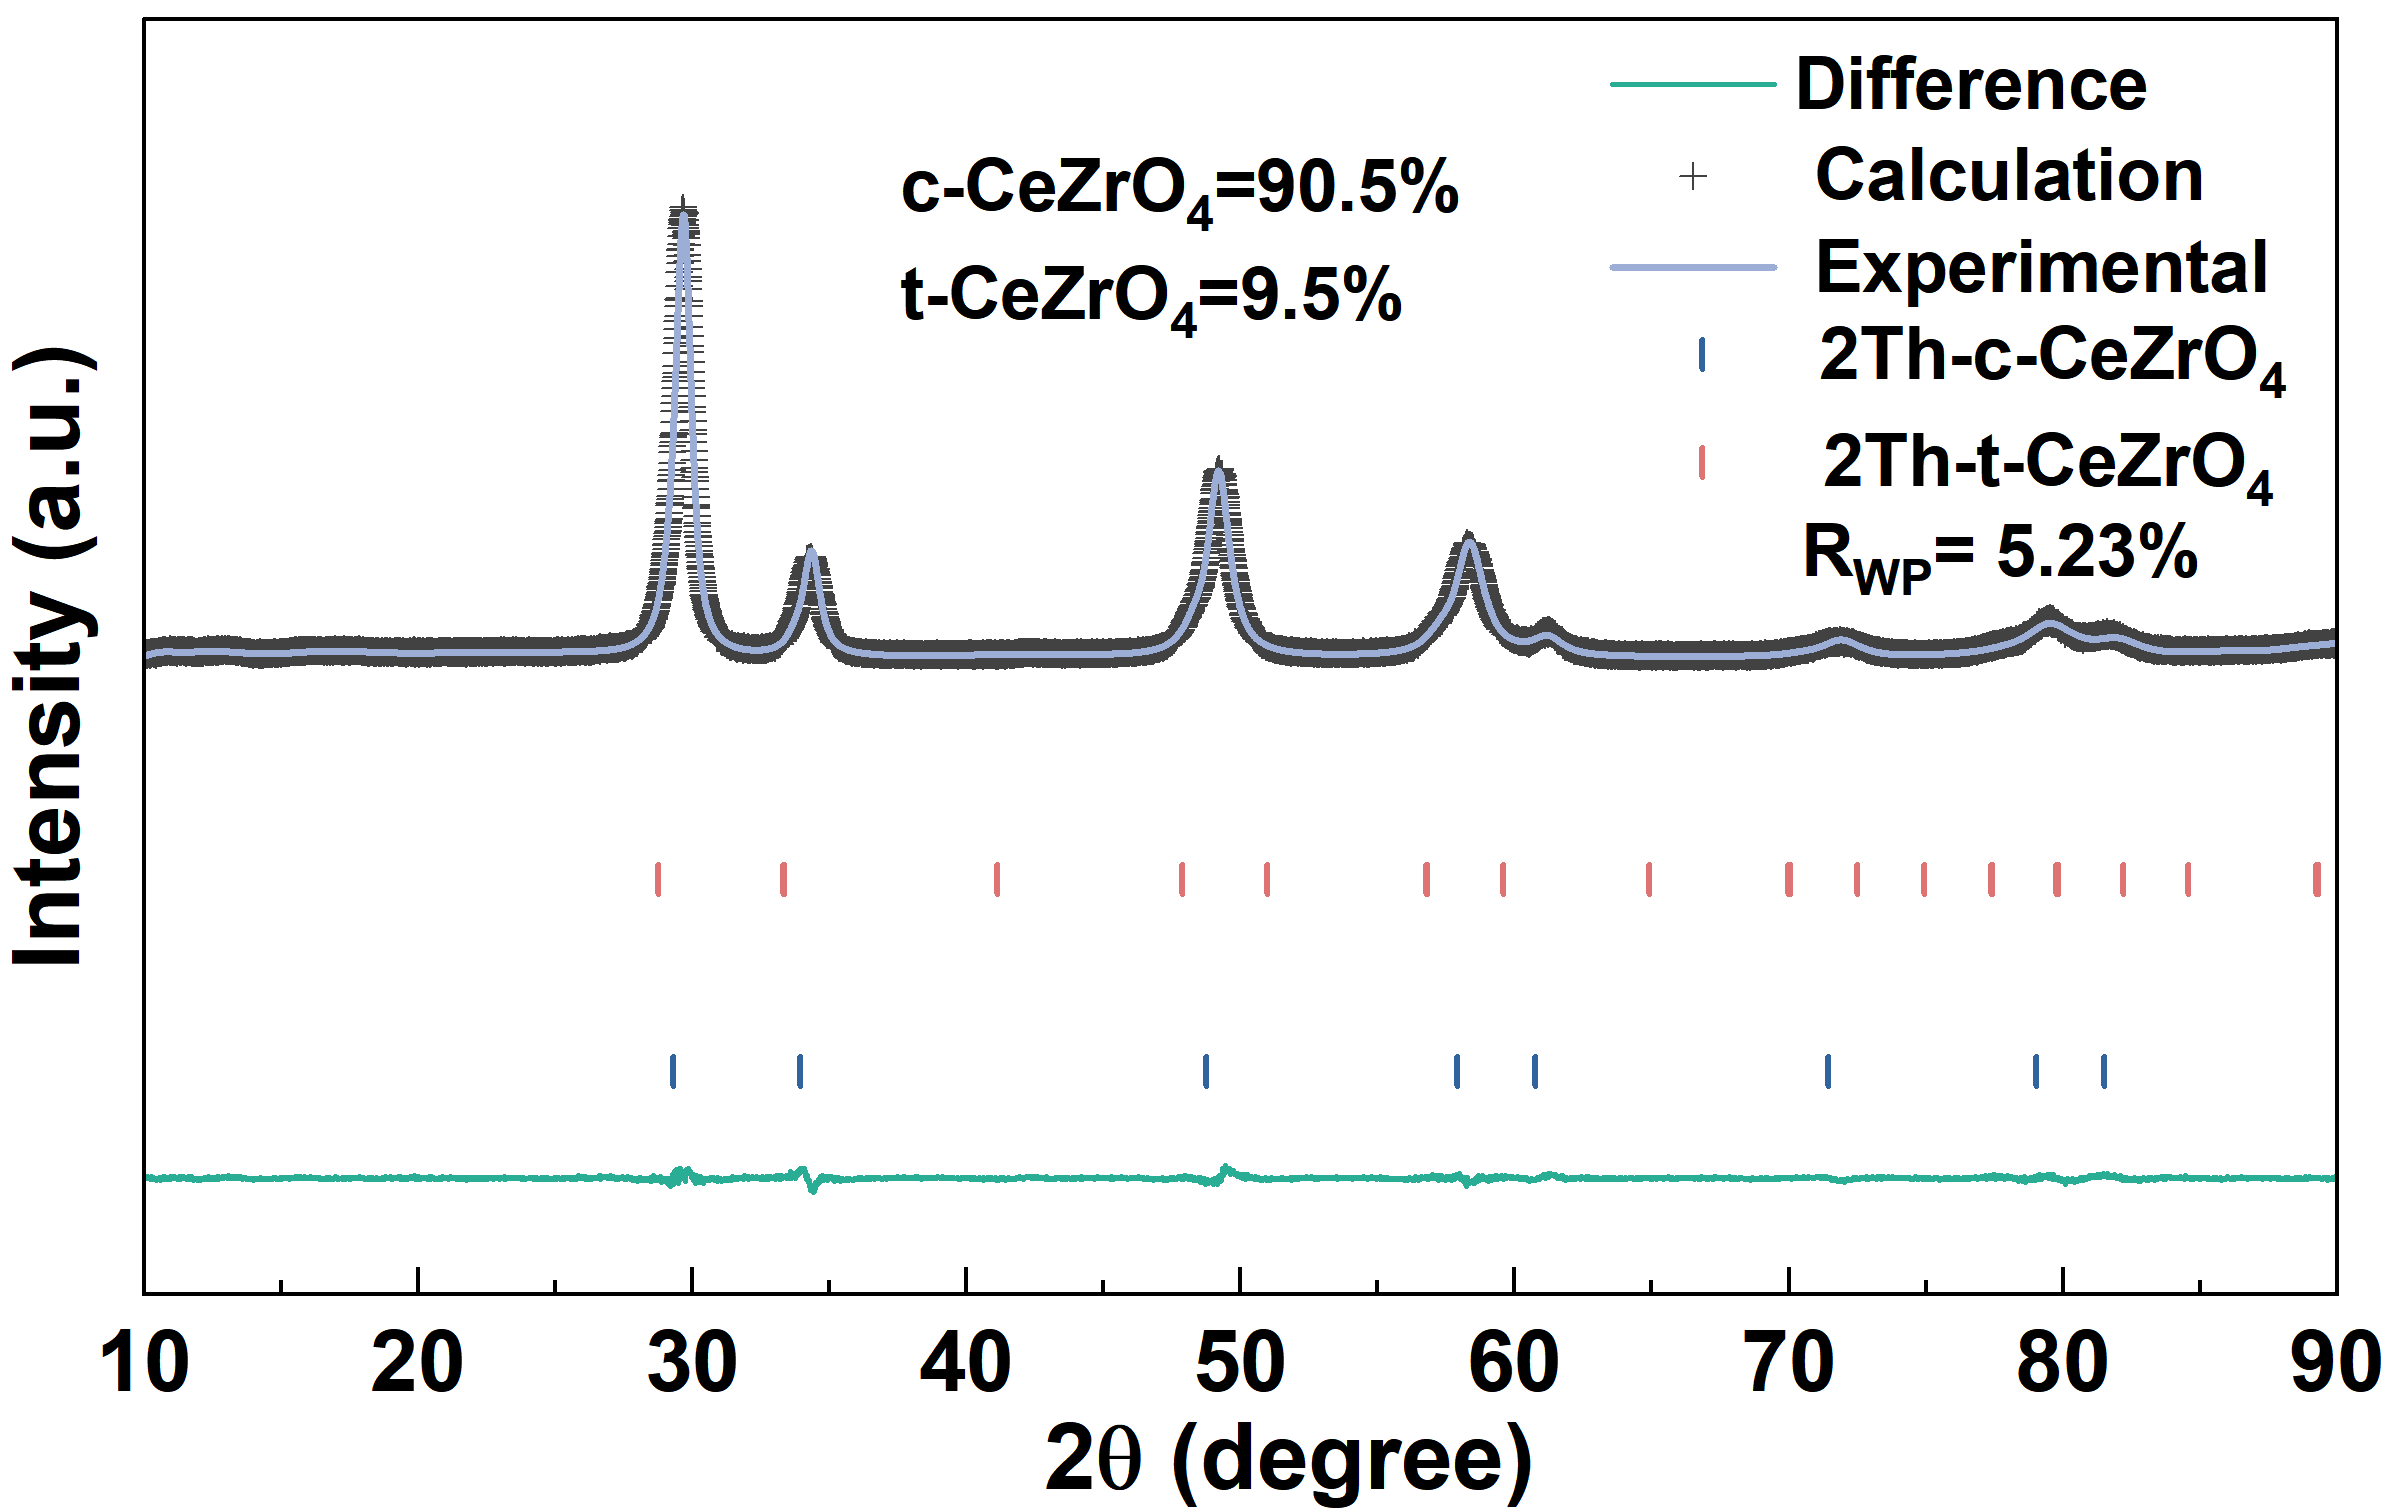 Difference
Calculation
Experimental
2Th-c-CeZrO₄
2Th-t-CeZrO₄
R_WP= 5.23%
c-CeZrO₄=90.5%
t-CeZrO₄=9.5%
Intensity (a.u.)
10 20 30 40 50 60 70 80 90
2θ (degree)